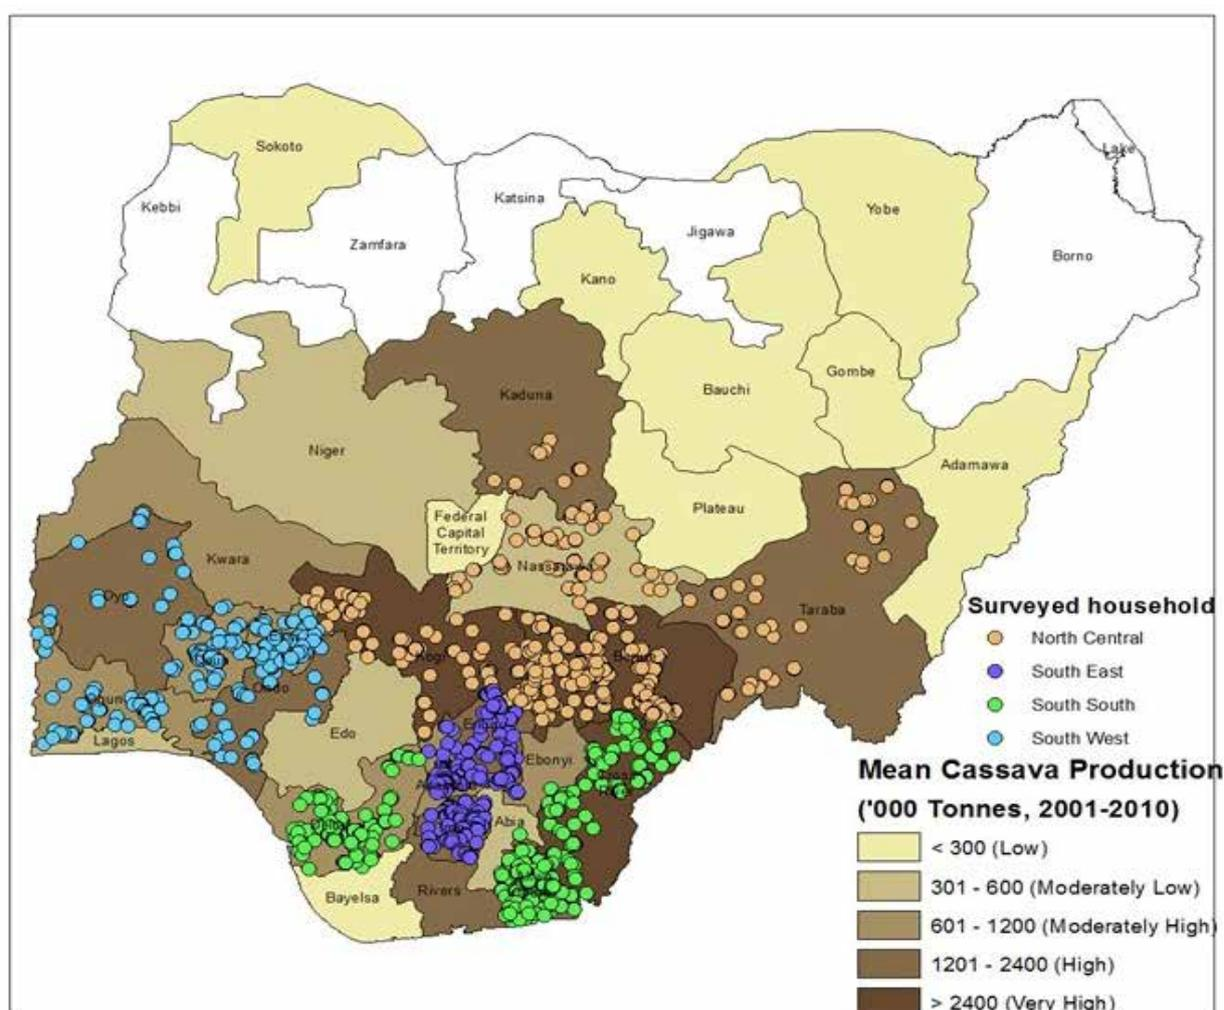 Sokoto
Lake
Kebbi
Katsina
Yobe
Zamfara
Jigawa
Borno
Kano
Gombe
Bauchi
Kaduna
Niger
Adamawa
Plateau
Federal
Capital
Territory
Kwara
Nassarawa
Oyo
Taraba
Ondo
Edo
Lagos
Ebonyi
Abia
Rivers
Bayelsa
Surveyed household
North Central
South East
South South
South West
Mean Cassava Production
('000 Tonnes, 2001-2010)
< 300 (Low)
301 - 600 (Moderately Low)
601 - 1200 (Moderately High)
1201 - 2400 (High)
> 2400 (Very High)